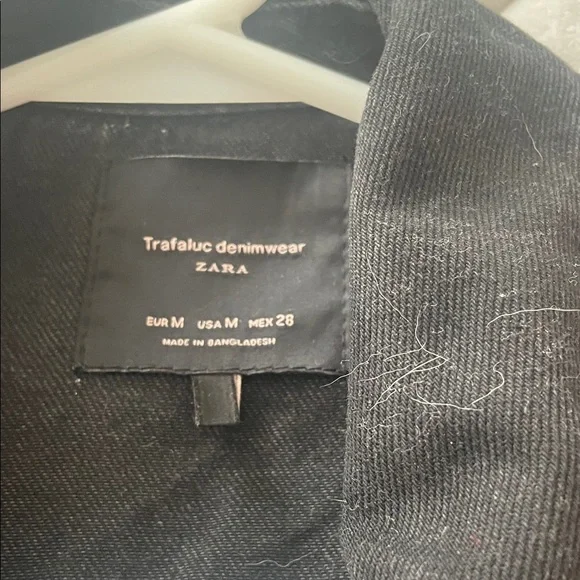 Trafaluc denimwear
ZARA
EUR M USA M MEX 28
MADE IN BANGLADESH